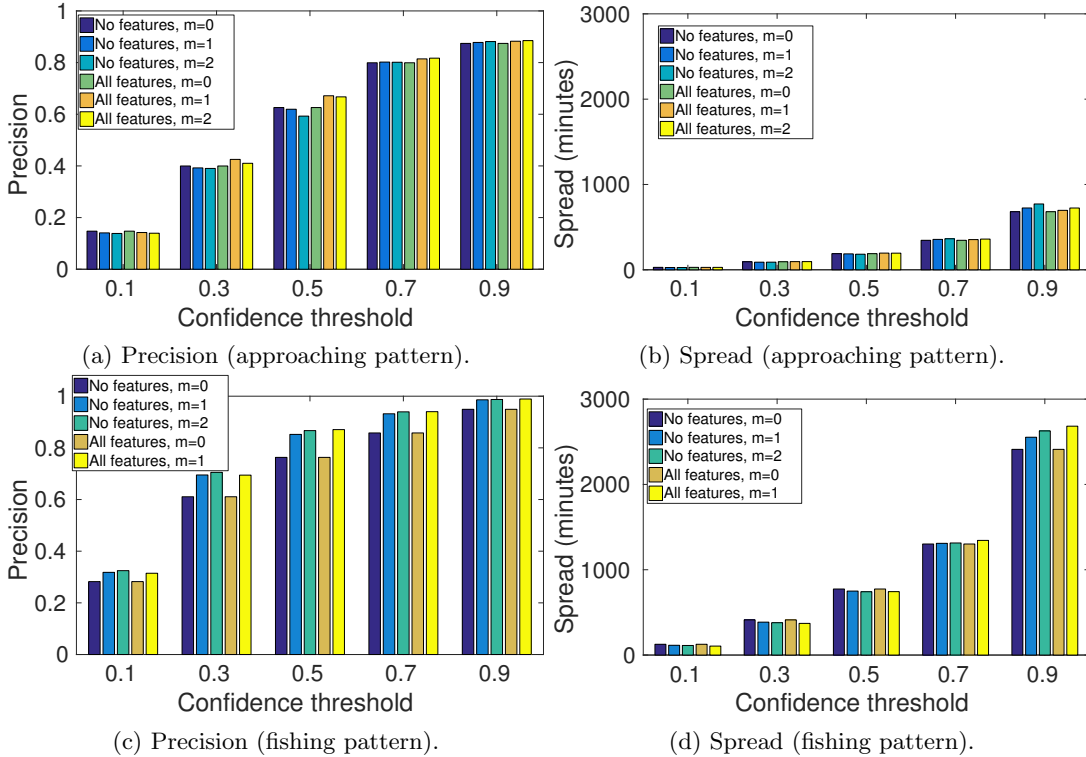 1
0.8
0.6
0.4
0.2
0
Precision
No features, m=0
No features, m=1
No features, m=2
All features, m=0
All features, m=1
All features, m=2
0.1 0.3 0.5 0.7 0.9
Confidence threshold
(a) Precision (approaching pattern).
3000
2000
1000
0
Spread (minutes)
No features, m=0
No features, m=1
No features, m=2
All features, m=0
All features, m=1
All features, m=2
0.1 0.3 0.5 0.7 0.9
Confidence threshold
(b) Spread (approaching pattern).
1
0.8
0.6
0.4
0.2
0
Precision
No features, m=0
No features, m=1
No features, m=2
All features, m=0
All features, m=1
0.1 0.3 0.5 0.7 0.9
Confidence threshold
(c) Precision (fishing pattern).
3000
2000
1000
0
Spread (minutes)
No features, m=0
No features, m=1
No features, m=2
All features, m=0
All features, m=1
0.1 0.3 0.5 0.7 0.9
Confidence threshold
(d) Spread (fishing pattern).